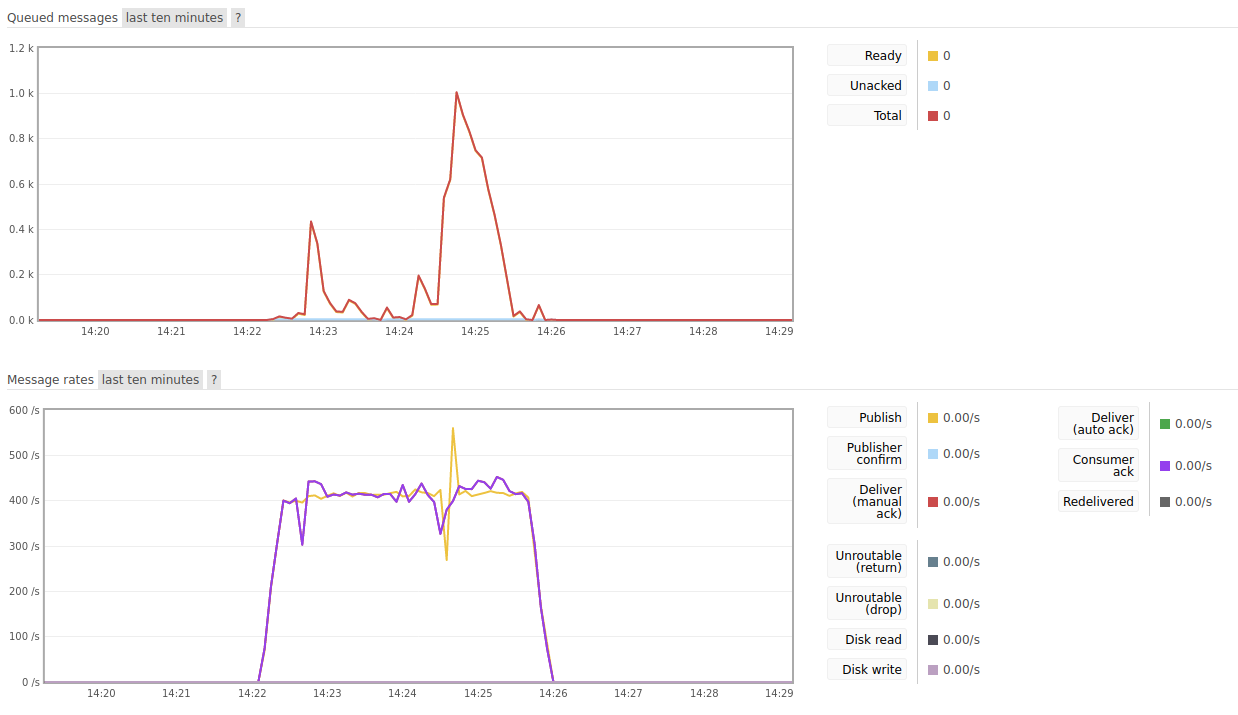 Queued messages last ten minutes ?
1.2 k
1.0 k
0.8 k
0.6 k
0.4 k
0.2 k
0.0 k
14:20 14:21 14:22 14:23 14:24 14:25 14:26 14:27 14:28 14:29
Ready 0
Unacked 0
Total 0
Message rates last ten minutes ?
600 /s
500 /s
400 /s
300 /s
200 /s
100 /s
0 /s
14:20 14:21 14:22 14:23 14:24 14:25 14:26 14:27 14:28 14:29
Publish 0.00/s
Publisher
confirm 0.00/s
Deliver
(manual
ack) 0.00/s
Unroutable
(return) 0.00/s
Unroutable
(drop) 0.00/s
Disk read 0.00/s
Disk write 0.00/s
Deliver
(auto ack) 0.00/s
Consumer
ack 0.00/s
Redelivered 0.00/s